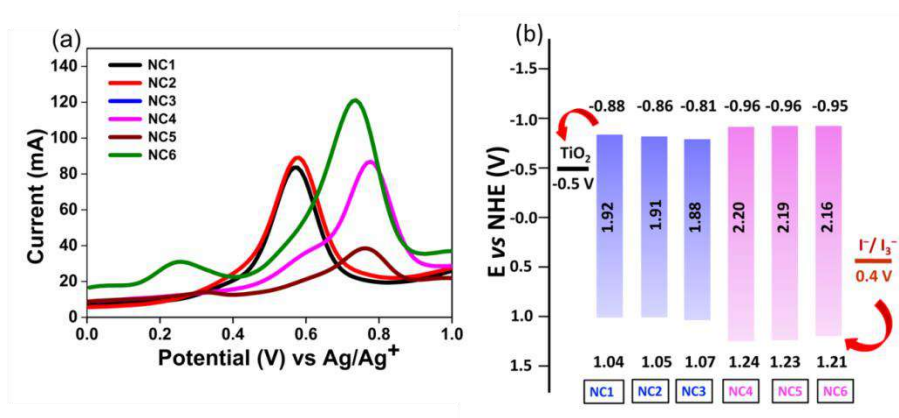 (a)
NC1
NC2
NC3
NC4
NC5
NC6
140
120
100
80
60
40
20
0
Current (mA)
0.0 0.2 0.4 0.6 0.8 1.0
Potential (V) vs Ag/Ag+
(b)
-1.5
-1.0
-0.5
-0.0
0.5
1.0
1.5
E vs NHE (V)
-0.88 -0.86 -0.81 -0.96 -0.96 -0.95
TiO2
-0.5 V
1.92 1.91 1.88 2.20 2.19 2.16
I−/ I3−
0.4 V
1.04 1.05 1.07 1.24 1.23 1.21
NC1 NC2 NC3 NC4 NC5 NC6